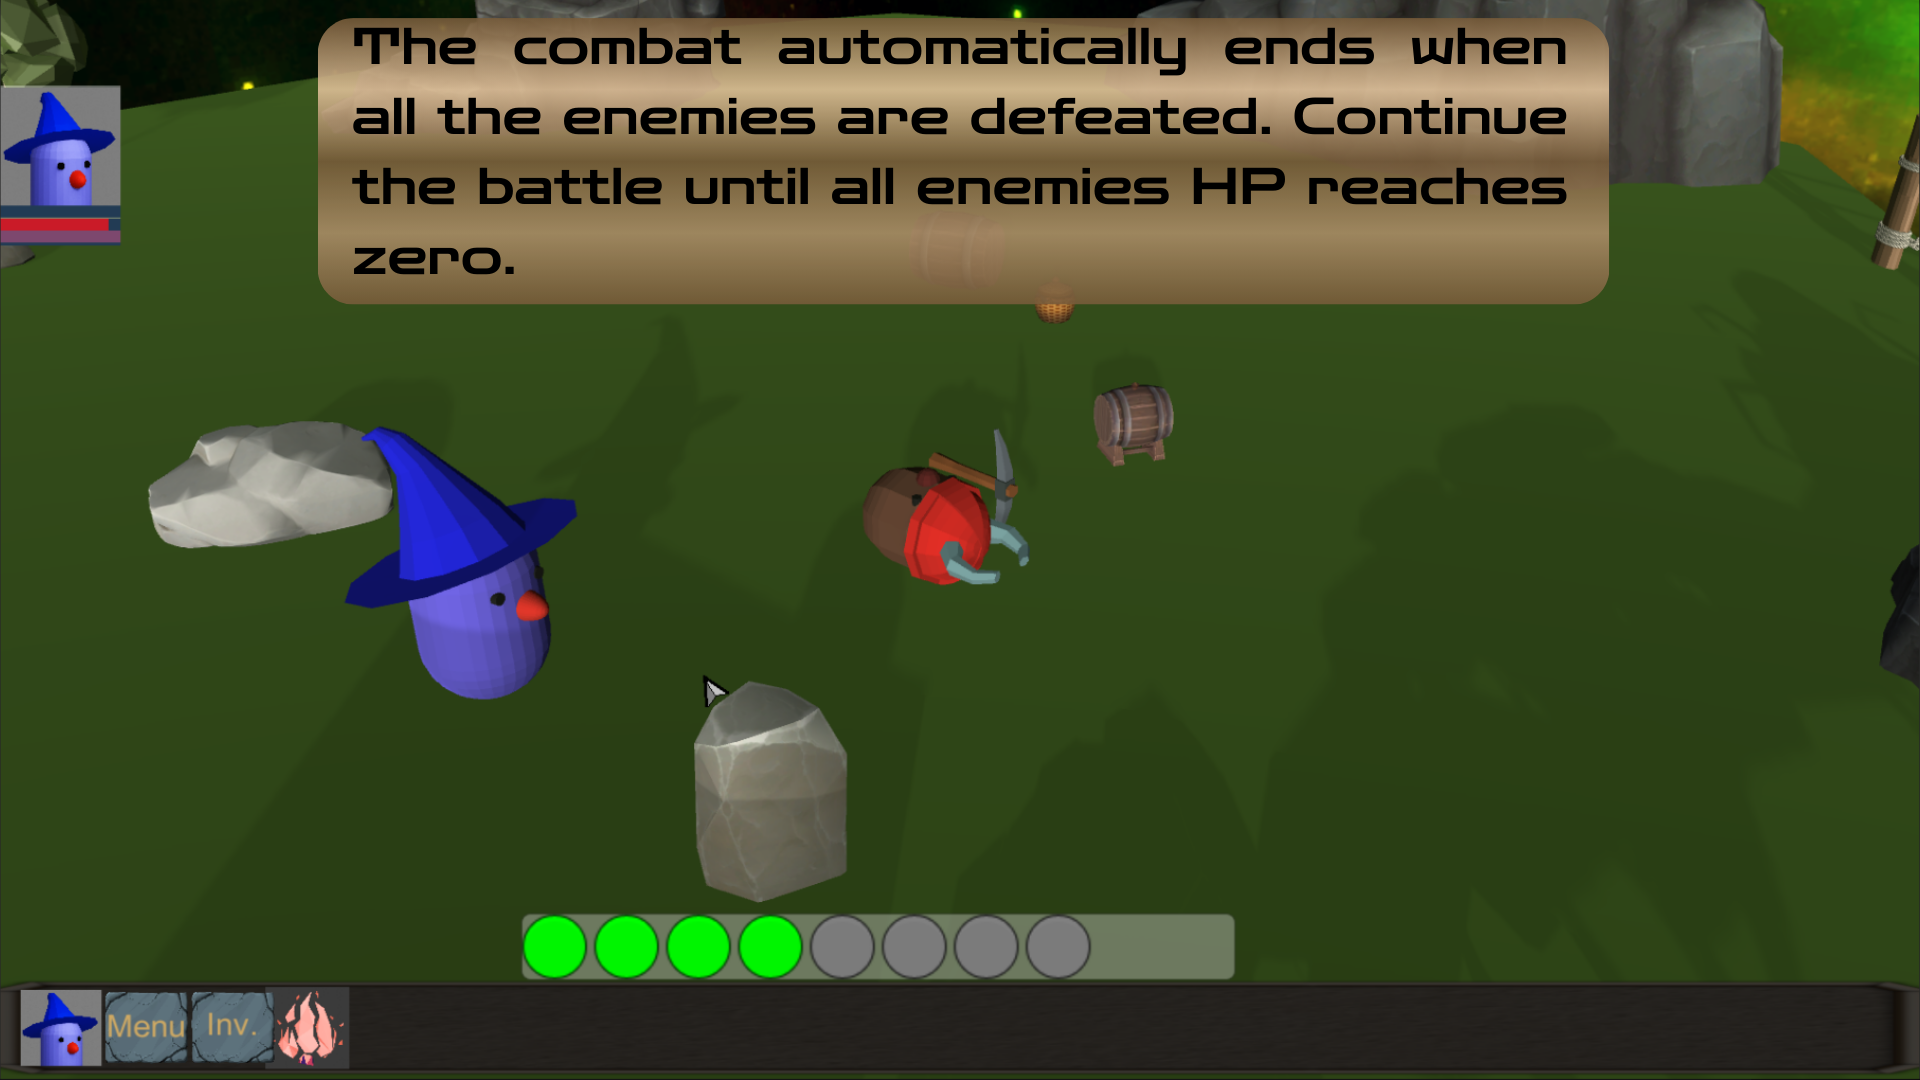 The combat automatically ends when
all the enemies are defeated. Continue
the battle until all enemies HP reaches
zero.
Menu
Inv.